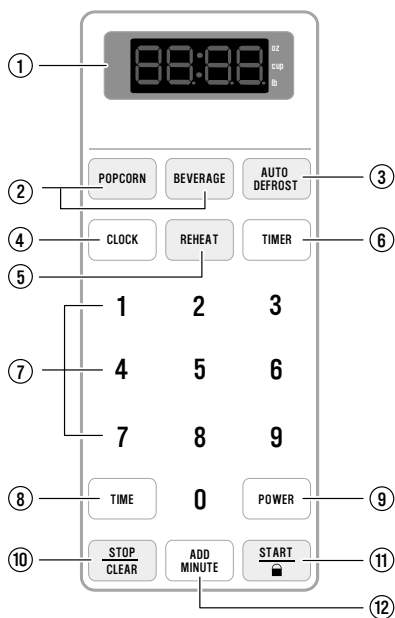 ①
88:88
oz
cup
lb
POPCORN
BEVERAGE
AUTO
DEFROST
②
③
CLOCK
REHEAT
TIMER
④
⑤
⑥
1 2 3
4 5 6
⑦
7 8 9
TIME
0
POWER
⑧
⑨
STOP
CLEAR
ADD
MINUTE
START
⑩
⑪
⑫